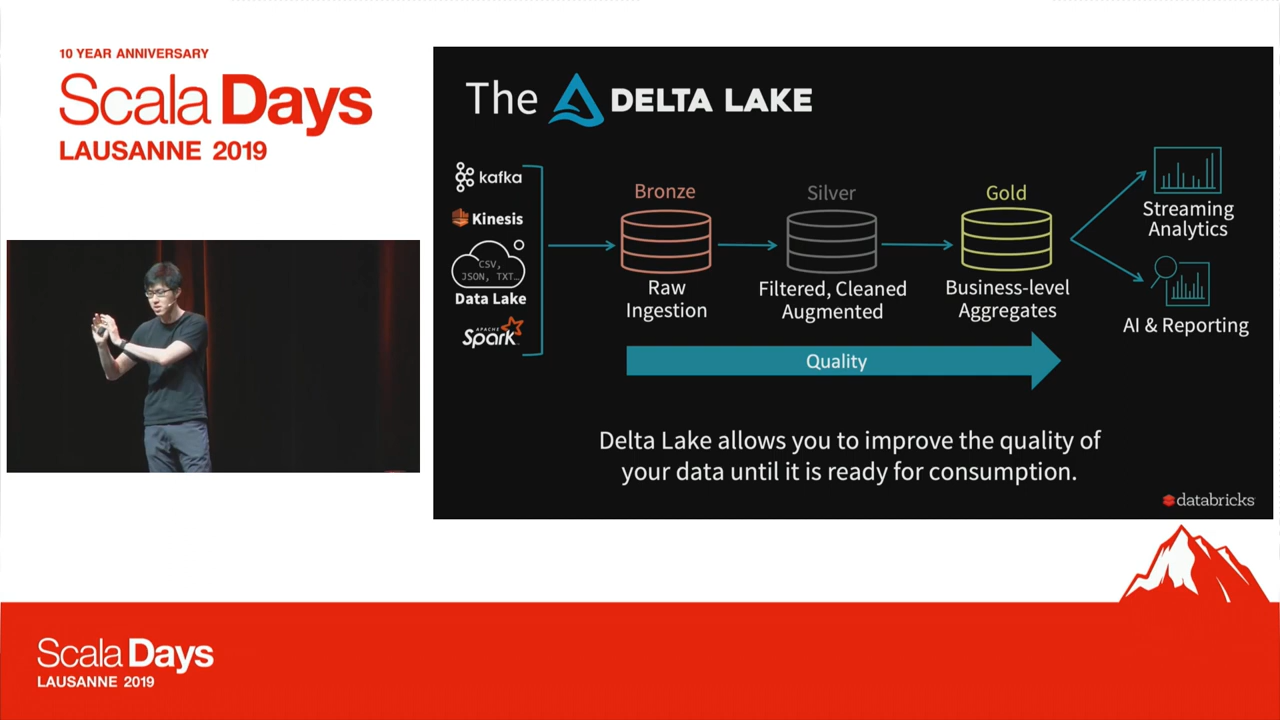 10 YEAR ANNIVERSARY
Scala Days
LAUSANNE 2019
The DELTA LAKE
kafka
Kinesis
CSV,
JSON, TXT...
Data Lake
APACHE
Spark
Bronze
Raw
Ingestion
Silver
Filtered, Cleaned
Augmented
Gold
Business-level
Aggregates
Streaming
Analytics
AI & Reporting
Quality
Delta Lake allows you to improve the quality of
your data until it is ready for consumption.
databricks
Scala Days
LAUSANNE 2019